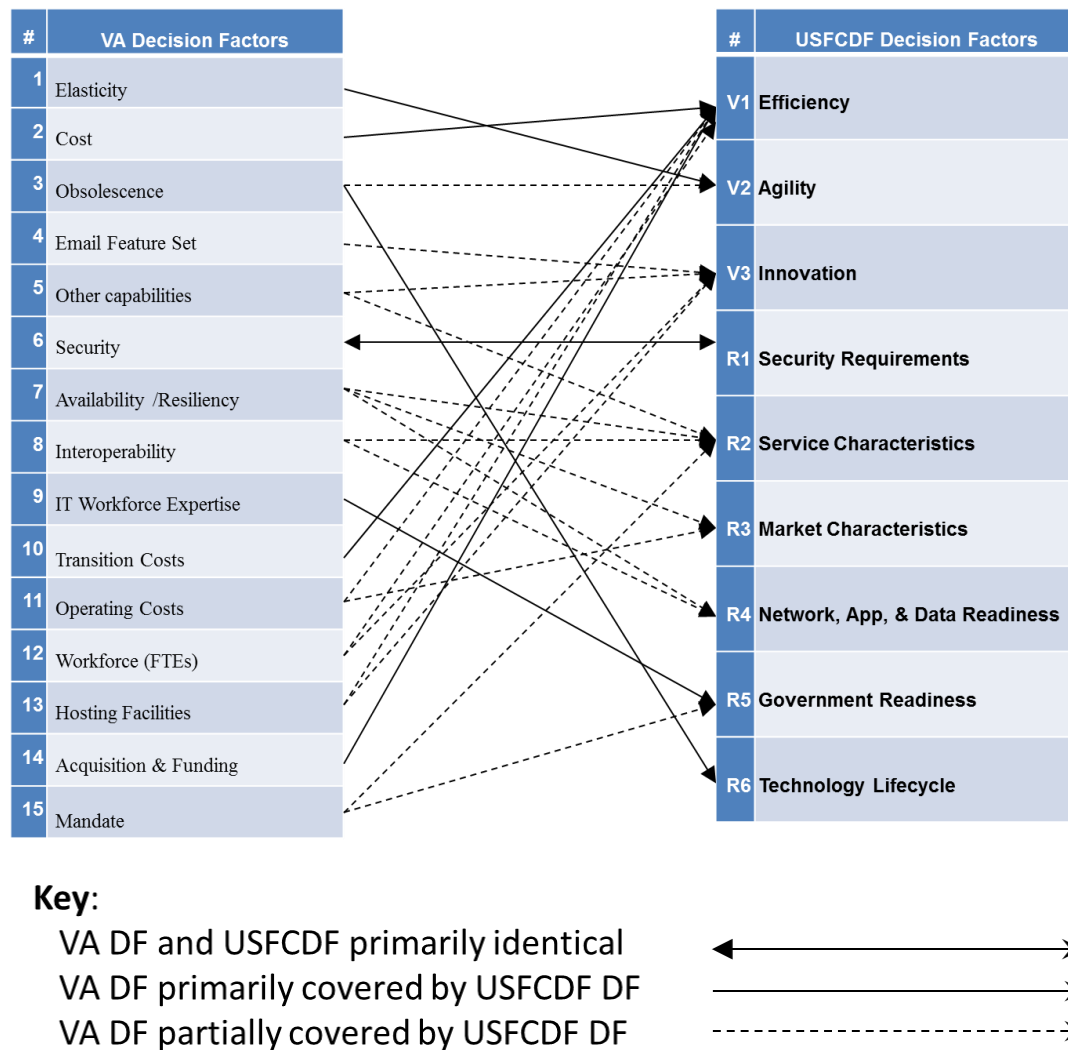 # VA Decision Factors
1 Elasticity
2 Cost
3 Obsolescence
4 Email Feature Set
5 Other capabilities
6 Security
7 Availability /Resiliency
8 Interoperability
9 IT Workforce Expertise
10 Transition Costs
11 Operating Costs
12 Workforce (FTEs)
13 Hosting Facilities
14 Acquisition & Funding
15 Mandate
# USFCDF Decision Factors
V1 Efficiency
V2 Agility
V3 Innovation
R1 Security Requirements
R2 Service Characteristics
R3 Market Characteristics
R4 Network, App, & Data Readiness
R5 Government Readiness
R6 Technology Lifecycle
Key:
VA DF and USFCDF primarily identical
VA DF primarily covered by USFCDF DF
VA DF partially covered by USFCDF DF